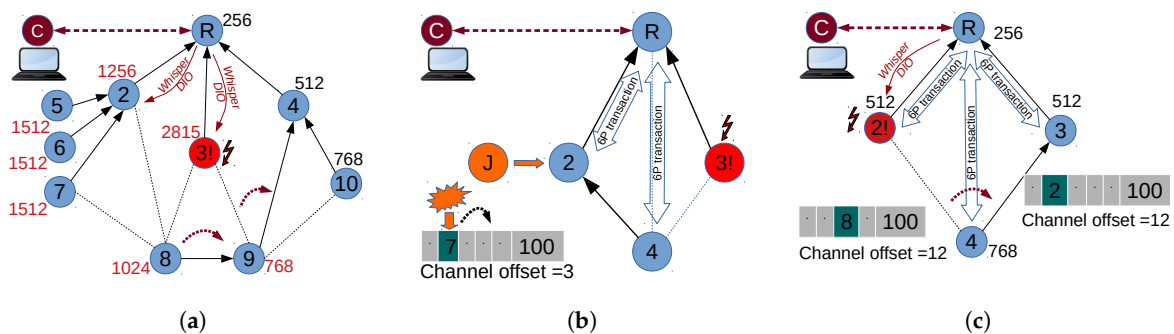 C
R
256
Whisper
DIO
Whisper
DIO
1256
2
512
4
5
1512
6
1512
7
1512
2815
3!
768
10
8
1024
9
768
(a)
C
R
6P transaction
6P transaction
J
2
3!
7
100
Channel offset =3
4
(b)
C
R
256
Whisper
DIO
6P transaction
6P transaction
6P transaction
512
2!
512
3
2
100
Channel offset =12
8
100
Channel offset =12
4
768
(c)